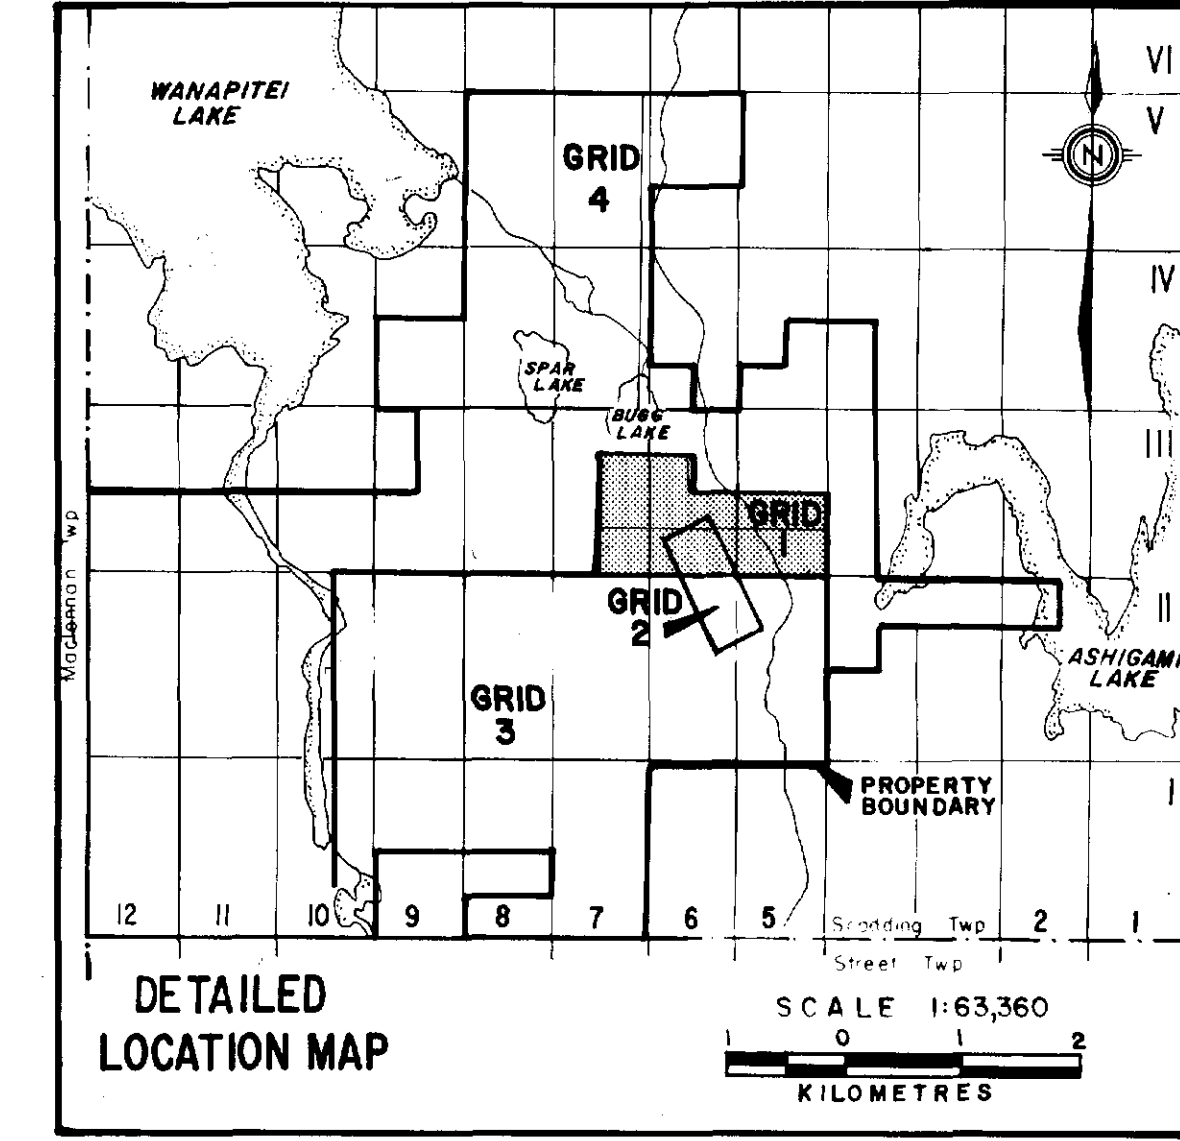 VI
WANAPITEI
LAKE
V
N
GRID
4
IV
SPAR
LAKE
BUGG
LAKE
III
GRID
1
Maclennan Twp
GRID
2
II
ASHIGAMI
LAKE
GRID
3
PROPERTY
BOUNDARY
I
12 11 10 9 8 7 6 5 Scadding Twp 2 1
Street Twp
DETAILED
LOCATION MAP
SCALE 1:63,360
1 0 1 2
KILOMETRES